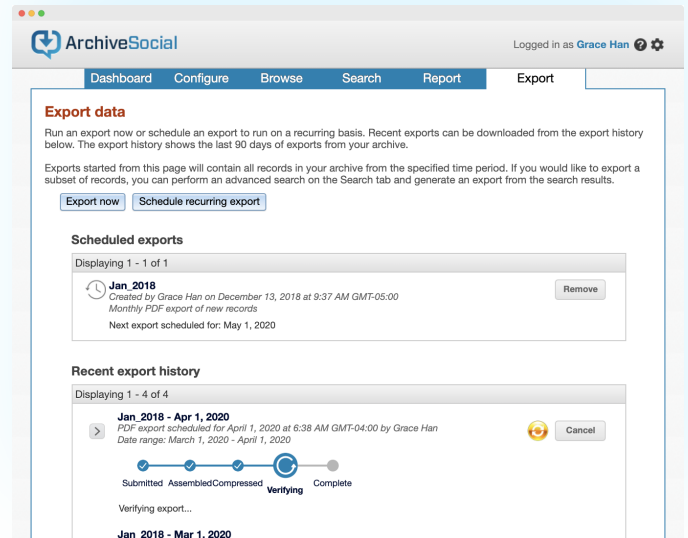 ArchiveSocial
Logged in as Grace Han
Dashboard Configure Browse Search Report Export
Export data
Run an export now or schedule an export to run on a recurring basis. Recent exports can be downloaded from the export history
below. The export history shows the last 90 days of exports from your archive.
Exports started from this page will contain all records in your archive from the specified time period. If you would like to export a
subset of records, you can perform an advanced search on the Search tab and generate an export from the search results.
Export now Schedule recurring export
Scheduled exports
Displaying 1 - 1 of 1
Jan_2018
Created by Grace Han on December 13, 2018 at 9:37 AM GMT-05:00
Monthly PDF export of new records
Next export scheduled for: May 1, 2020
Remove
Recent export history
Displaying 1 - 4 of 4
Jan_2018 - Apr 1, 2020
PDF export scheduled for April 1, 2020 at 6:38 AM GMT-04:00 by Grace Han
Date range: March 1, 2020 - April 1, 2020
Cancel
Submitted Assembled Compressed Verifying Complete
Verifying export...
Jan 2018 - Mar 1, 2020